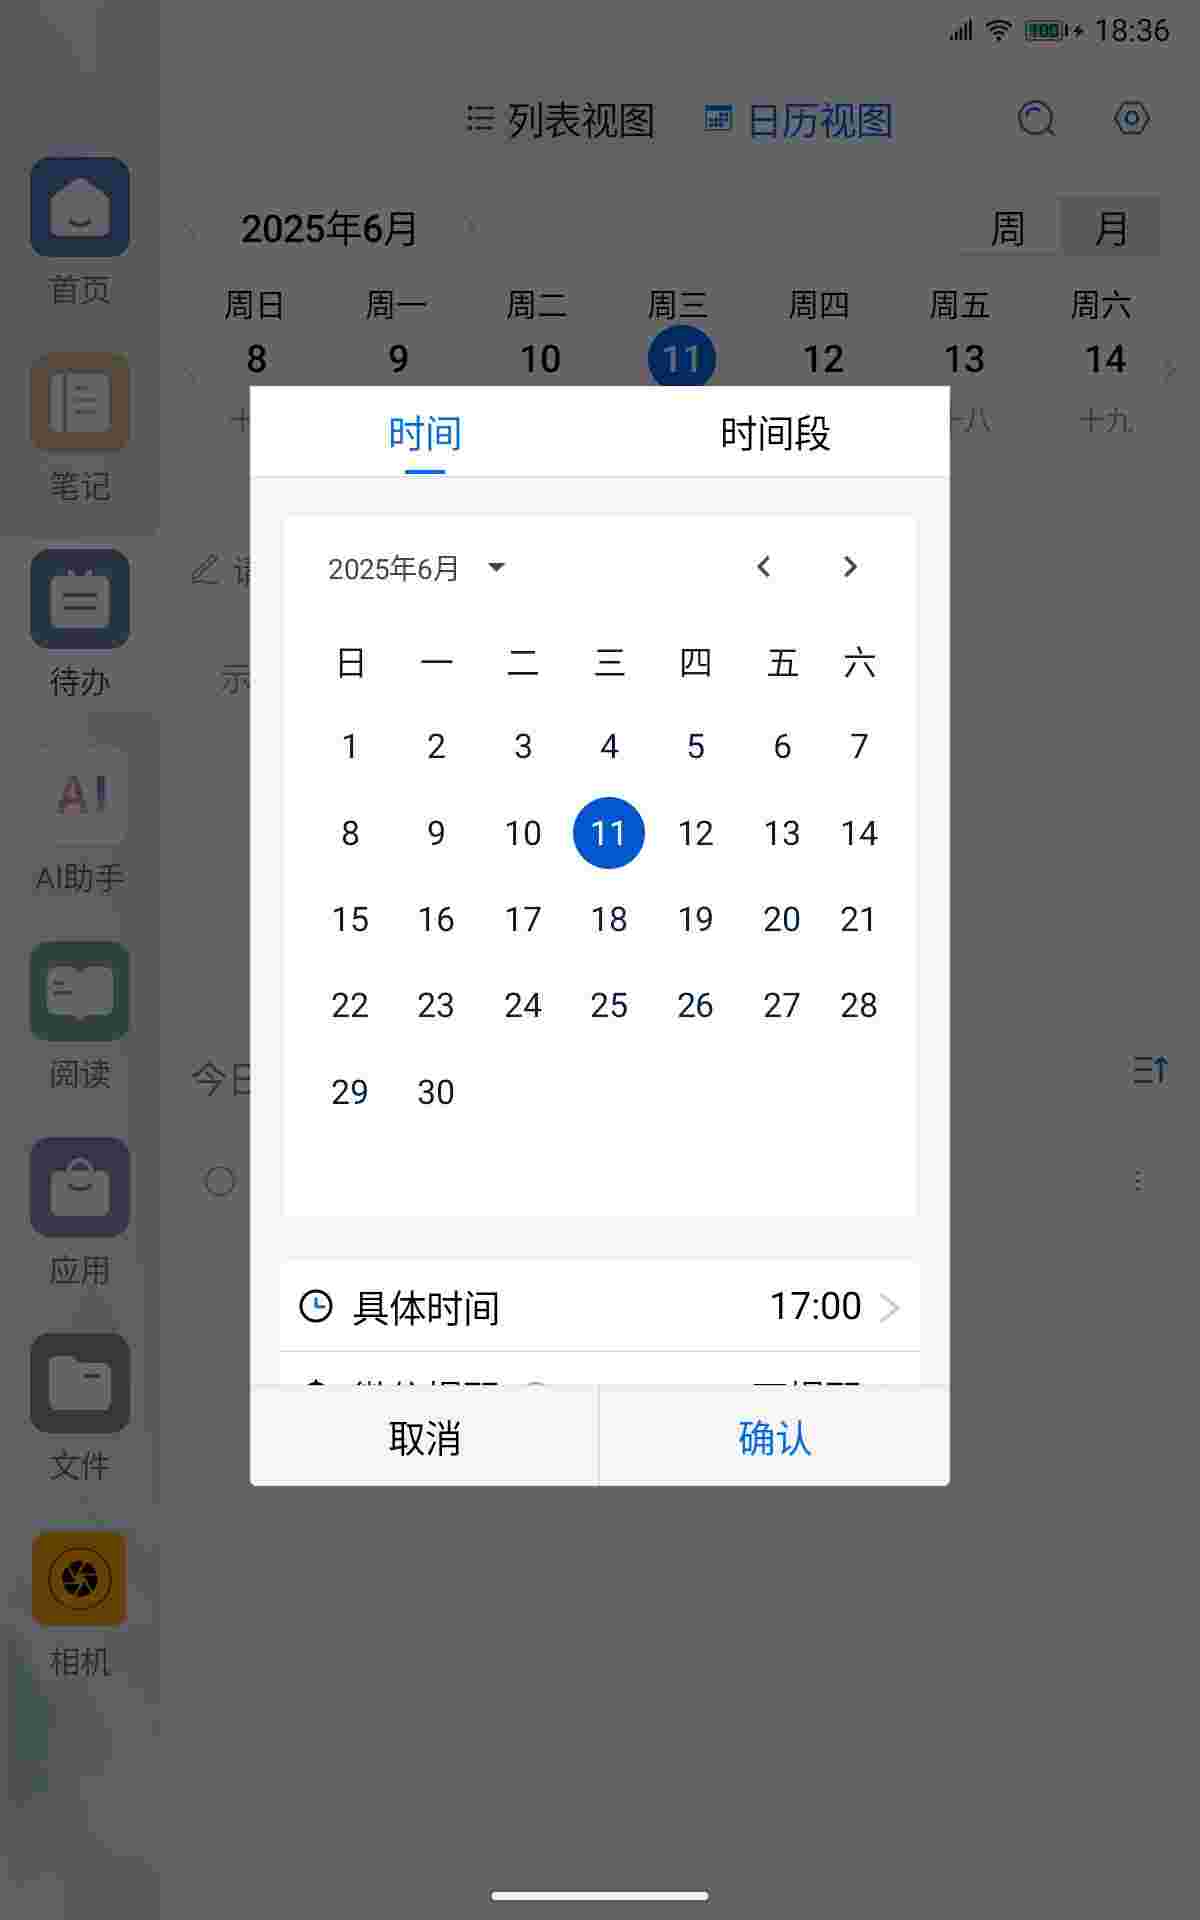 100 18:36
列表视图 日历视图
2025年6月 周 月
周日 周一 周二 周三 周四 周五 周六
8 9 10 11 12 13 14
十九
时间 时间段
2025年6月
日 一 二 三 四 五 六
1 2 3 4 5 6 7
8 9 10 11 12 13 14
15 16 17 18 19 20 21
22 23 24 25 26 27 28
29 30
具体时间 17:00
取消 确认
首页
笔记
待办
AI
AI助手
阅读
应用
文件
相机